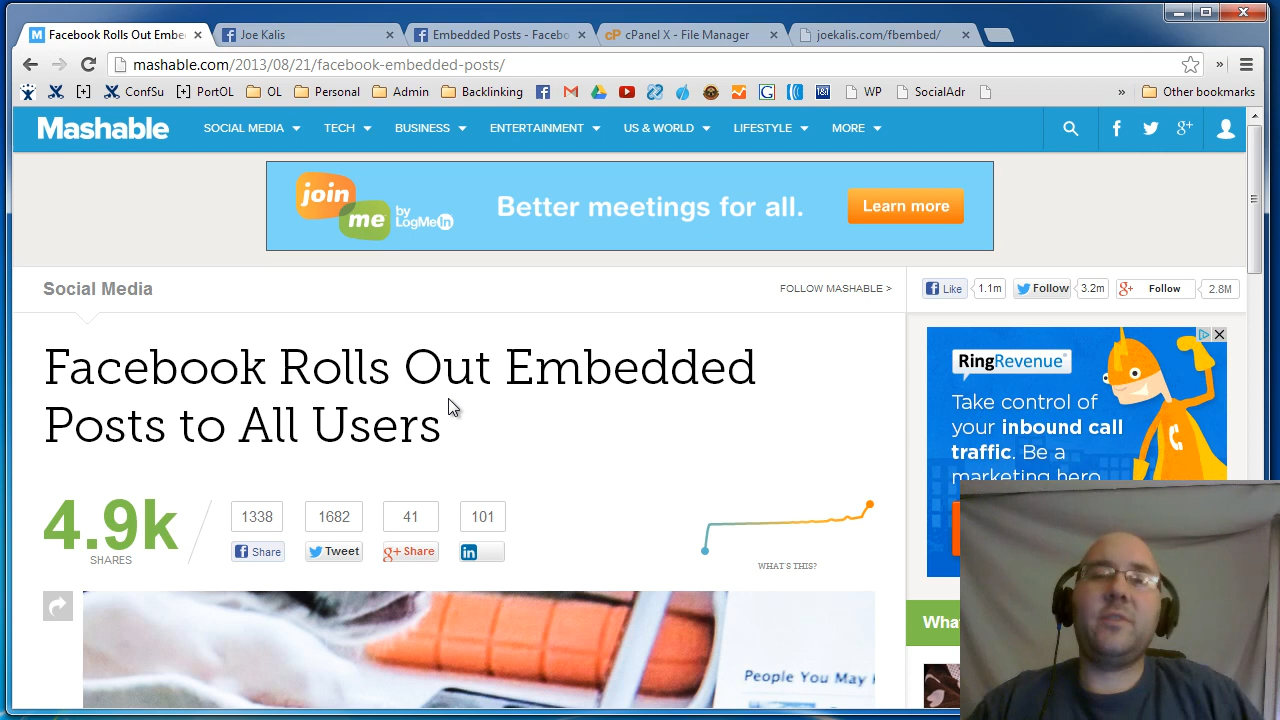 Facebook Rolls Out Embe
Joe Kalis
Embedded Posts - Facebo
cPanel X - File Manager
joekalis.com/fbembed/
mashable.com/2013/08/21/facebook-embedded-posts/
[+] ConfSu [+] PortOL OL Personal Admin Backlinking WP SocialAdr » Other bookmarks
Mashable SOCIAL MEDIA TECH BUSINESS ENTERTAINMENT US & WORLD LIFESTYLE MORE
join
me by
LogMeIn
Better meetings for all.
Learn more
Social Media
FOLLOW MASHABLE >
Like 1.1m Follow 3.2m Follow 2.8M
Facebook Rolls Out Embedded
Posts to All Users
4.9k
SHARES
1338 1682 41 101
Share Tweet Share in
WHAT'S THIS?
RingRevenue®
Take control of
your inbound call
traffic. Be a
marketing hero
Wha
People You May